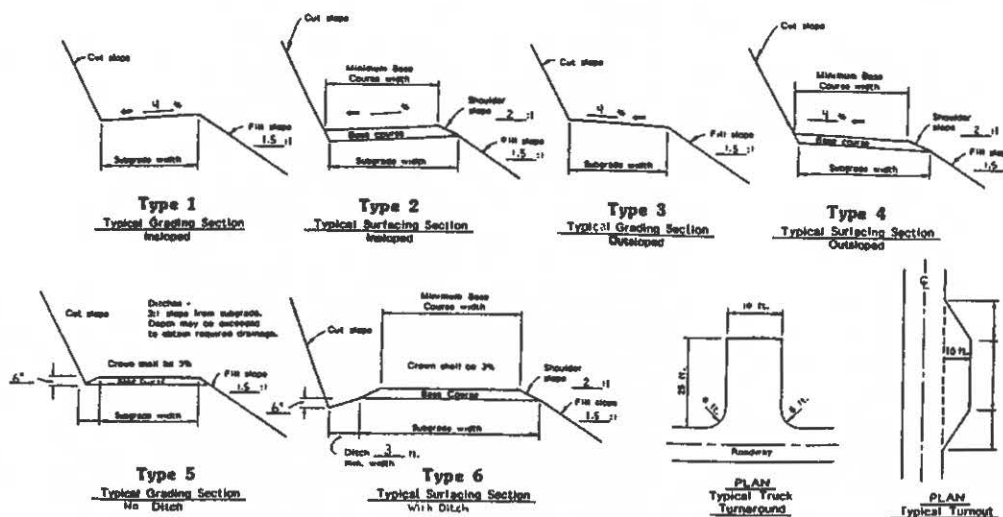 Cut slope
4 %
Fill slope
1.5 :1
Subgrade width
Type 1
Typical Grading Section
Insloped
Cut slope
Minimum Base
Course width
%
Shoulder
slope 2 :1
Base course
Fill slope
1.5 :1
Subgrade width
Type 2
Typical Surfacing Section
Insloped
Cut slope
4 %
Fill slope
1.5 :1
Subgrade width
Type 3
Typical Grading Section
Outsloped
Cut slope
Minimum Base
Course width
4 %
Shoulder
slope 2 :1
Base course
Fill slope
1.5 :1
Subgrade width
Type 4
Typical Surfacing Section
Outsloped
Cut slope
Ditches -
3:1 slope from subgrade.
Depth may be exceeded
to obtain required drainage.
Crown shall be 3%
6"
Fill slope
1.5 :1
Subgrade width
Type 5
Typical Grading Section
No Ditch
Cut slope
Minimum Base
Course width
Crown shall be 3%
Shoulder
slope
2 :1
6"
Base Course
Fill slope
1.5 :1
Subgrade width
Ditch 3 ft.
min. width
Type 6
Typical Surfacing Section
With Ditch
25 ft.
Roadway
PLAN
Typical Truck
Turnaround
℄
10 ft.
PLAN
Typical Turnout